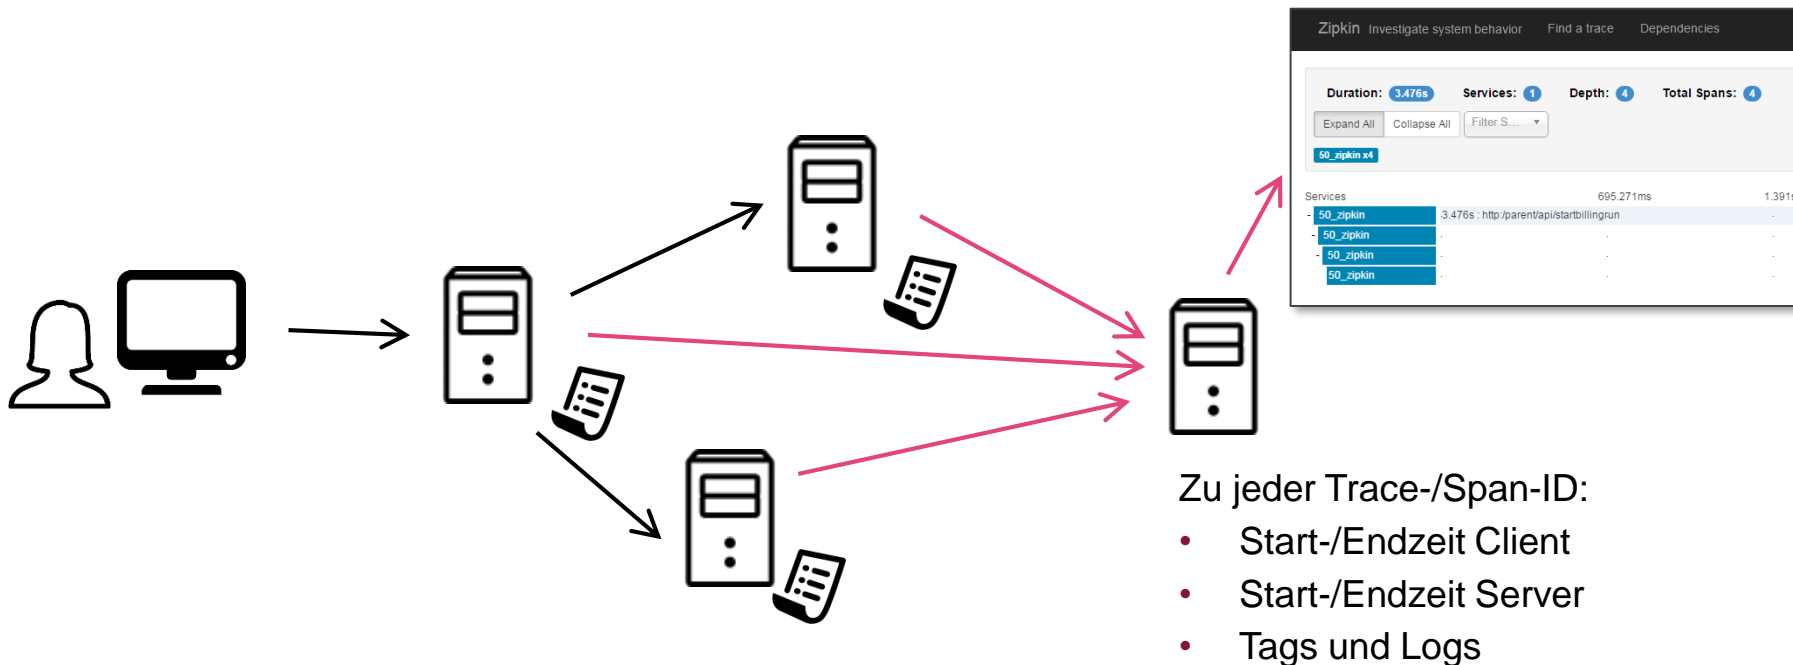 Zipkin Investigate system behavior Find a trace Dependencies
Duration: 3.476s Services: 1 Depth: 4 Total Spans: 4
Expand All Collapse All Filter S...
50_zipkin x4
Services 695.271ms 1.391s
- 50_zipkin 3.476s : http:/parent/api/startbillingrun
- 50_zipkin
- 50_zipkin
50_zipkin
Zu jeder Trace-/Span-ID:
• Start-/Endzeit Client
• Start-/Endzeit Server
• Tags und Logs